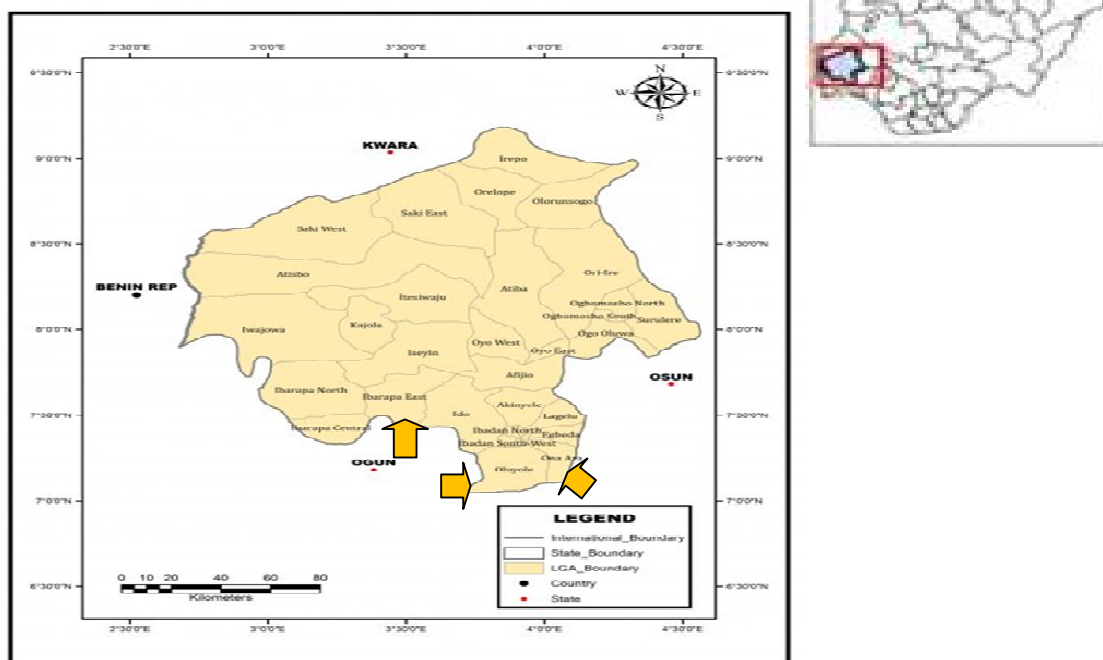 2°30'0"E 3°0'0"E 3°30'0"E 4°0'0"E 4°30'0"E
9°30'0"N 9°30'0"N
N
W E
S
KWARA
9°0'0"N Irepo 9°0'0"N
Orelope
Olorunsogo
Saki East
Saki West
8°30'0"N 8°30'0"N
Atisbo Ori-Ire
BENIN REP Itesiwaju Atiba
Ogbomosho North
Ogbomosho South Surulere
Kajola
8°0'0"N Iwajowa Ogo Oluwa 8°0'0"N
Oyo West
Iseyin Oyo East
Afijio
OSUN
Ibarapa North
Ibarapa East Akinyele
7°30'0"N Ido Lagelu 7°30'0"N
Ibarapa Central Ibadan North Egbeda
Ibadan South-West
OGUN Oluyole Ona Ara
7°0'0"N 7°0'0"N
LEGEND
International_Boundary
State_Boundary
LGA_Boundary
Country
State
0 10 20 40 60 80
Kilometers
6°30'0"N 6°30'0"N
2°30'0"E 3°0'0"E 3°30'0"E 4°0'0"E 4°30'0"E